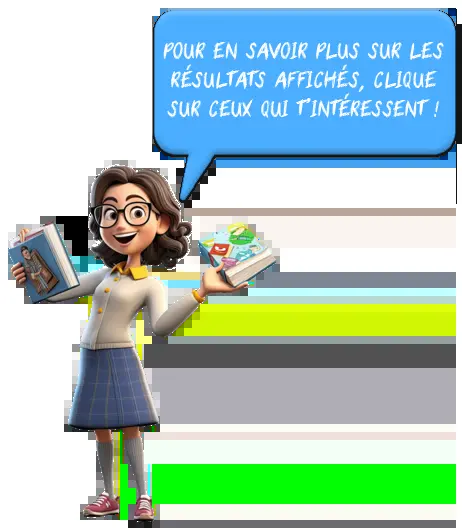 POUR EN SAVOIR PLUS SUR LES
RÉSULTATS AFFICHÉS, CLIQUE
SUR CEUX QUI T'INTÉRESSENT !